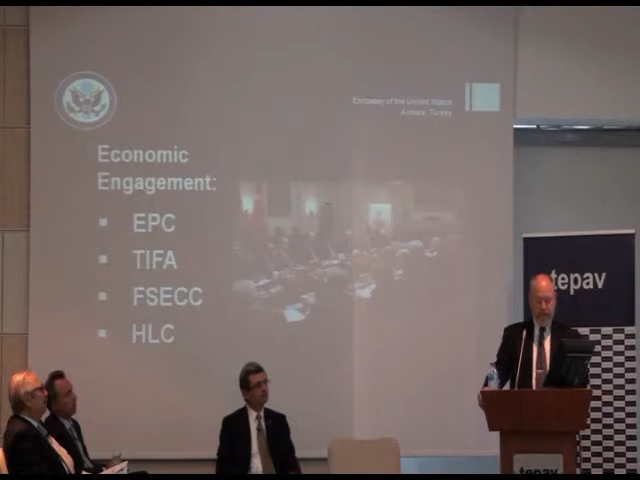 Embassy of the United States
Ankara, Turkey
Economic
Engagement:
EPC
TIFA
FSECC
HLC
tepav
tepav